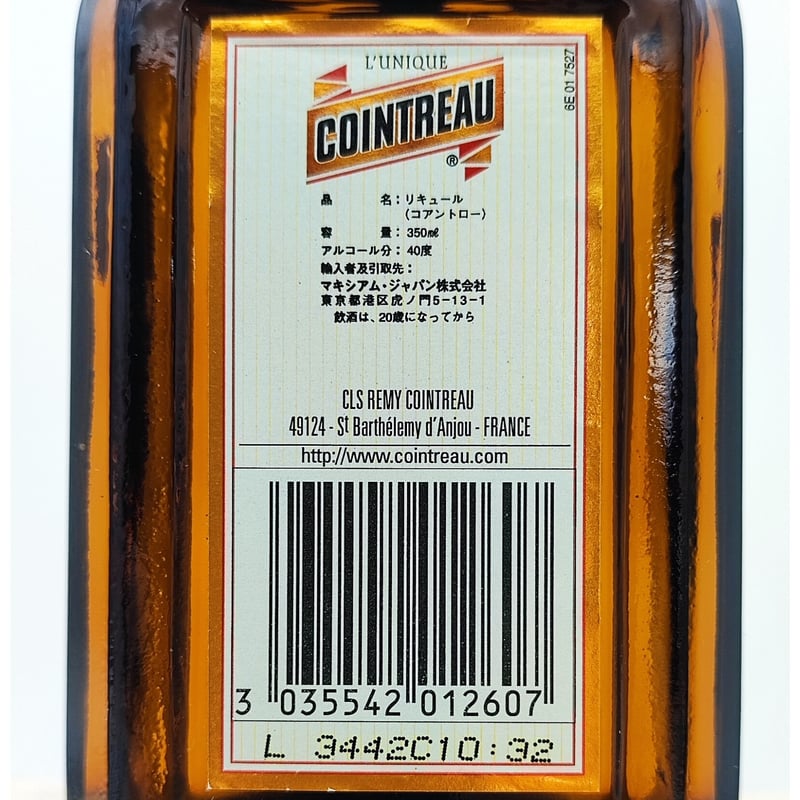 L'UNIQUE
COINTREAU
®
6E 01 7527
品 名：リキュール
（コアントロー）
容 量：350㎖
アルコール分：40度
輸入者及引取先：
マキシアム・ジャパン株式会社
東京都港区虎ノ門5-13-1
飲酒は、20歳になってから
CLS REMY COINTREAU
49124 - St Barthélemy d'Anjou - FRANCE
http://www.cointreau.com
3 035542 012607
L 3442C10:32